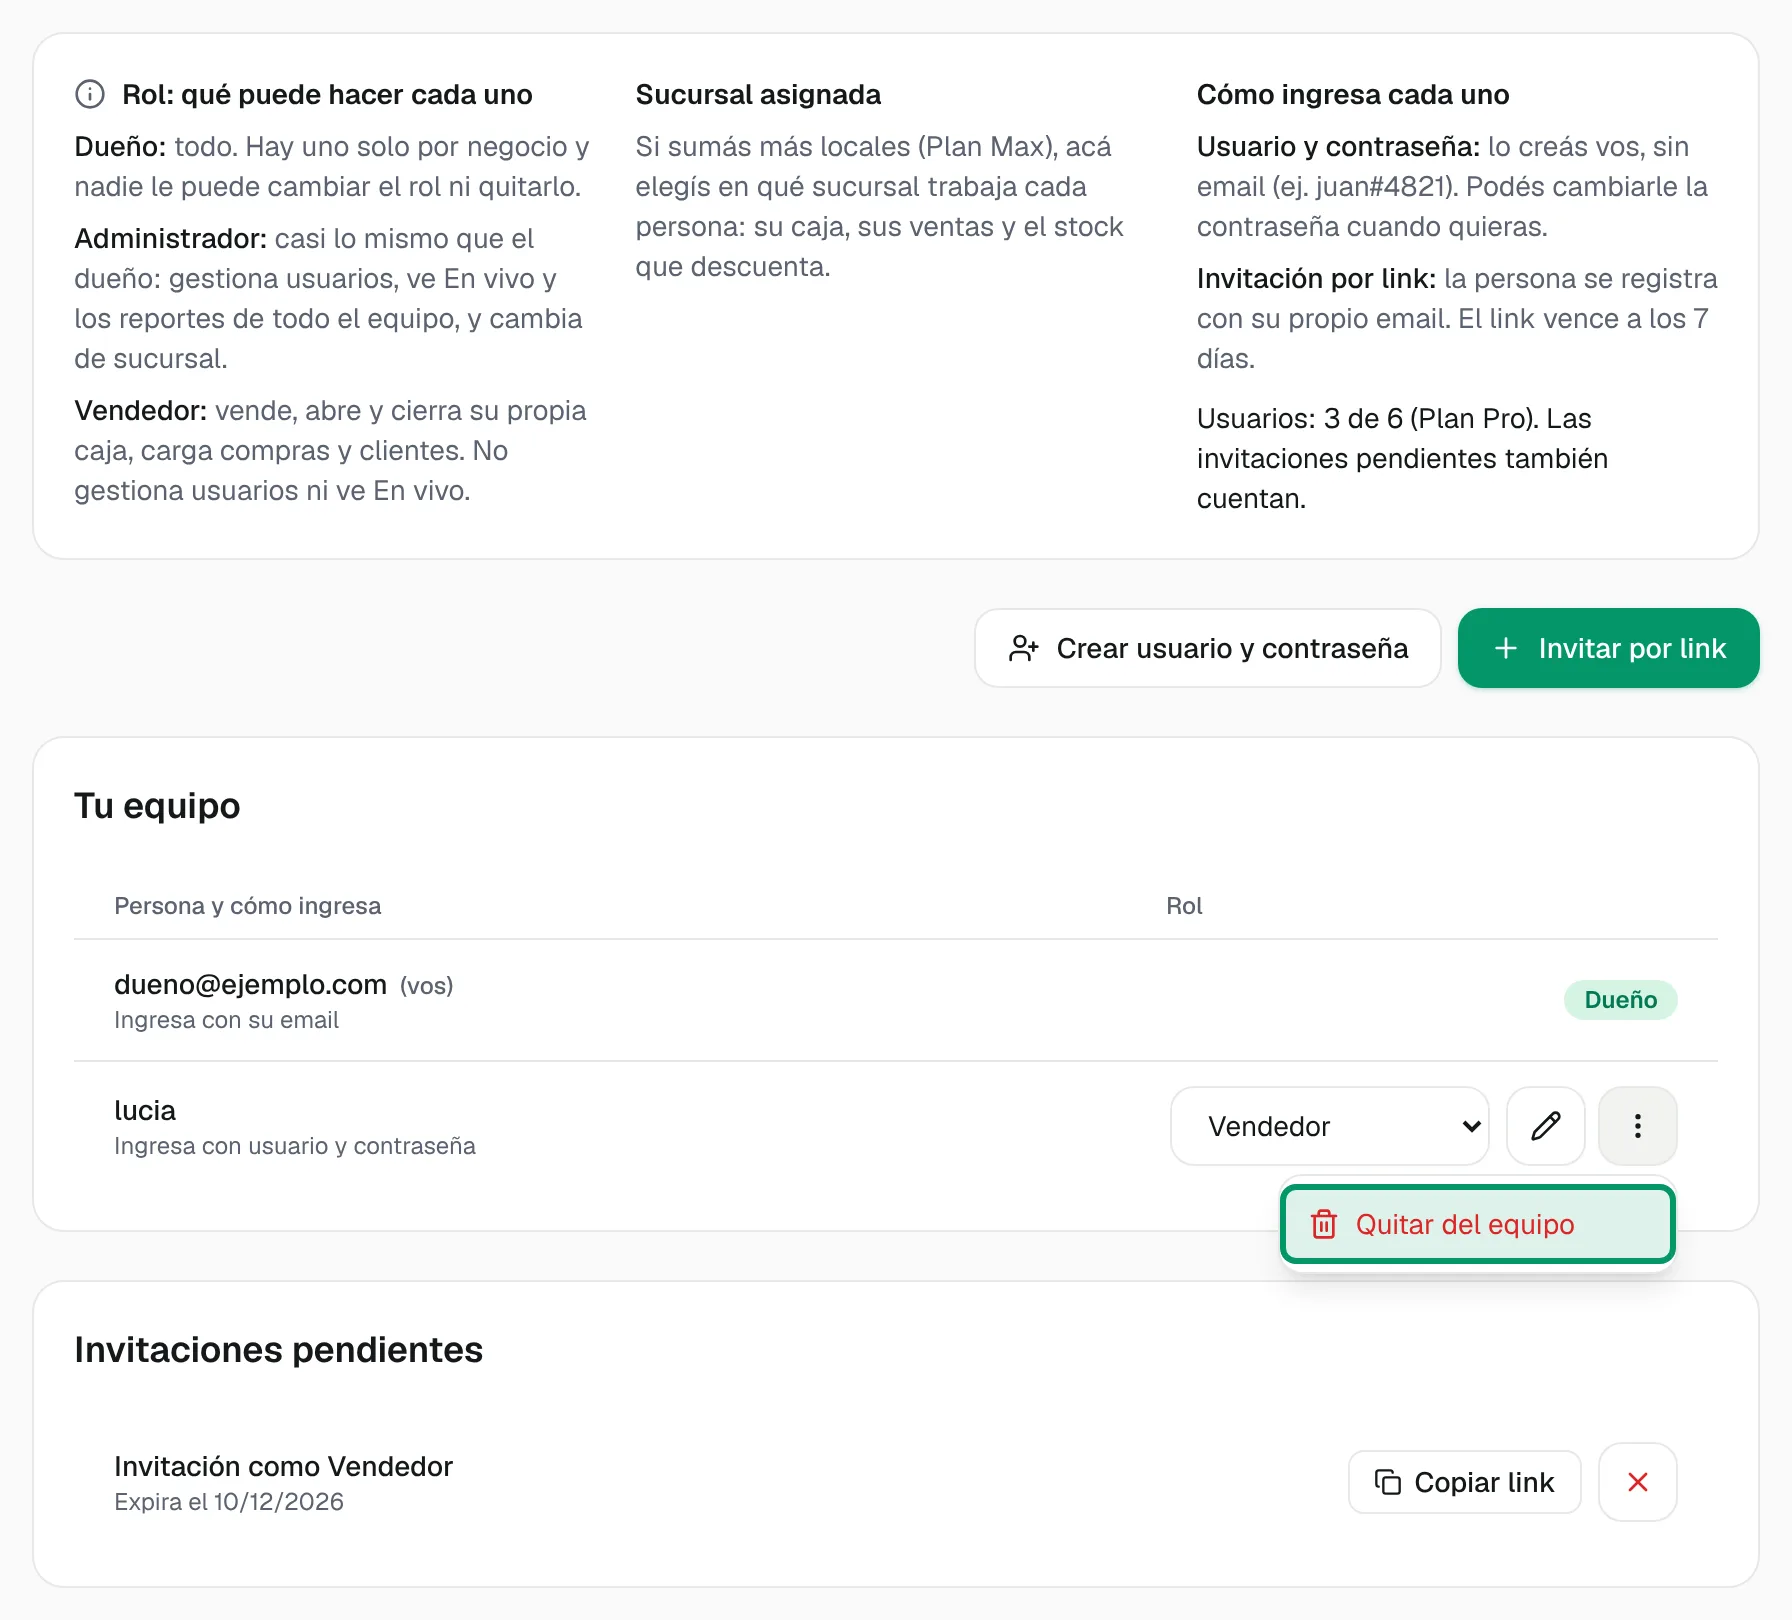 Rol: qué puede hacer cada uno
Dueño: todo. Hay uno solo por negocio y
nadie le puede cambiar el rol ni quitarlo.
Administrador: casi lo mismo que el
dueño: gestiona usuarios, ve En vivo y
los reportes de todo el equipo, y cambia
de sucursal.
Vendedor: vende, abre y cierra su propia
caja, carga compras y clientes. No
gestiona usuarios ni ve En vivo.
Sucursal asignada
Si sumás más locales (Plan Max), acá
elegís en qué sucursal trabaja cada
persona: su caja, sus ventas y el stock
que descuenta.
Cómo ingresa cada uno
Usuario y contraseña: lo creás vos, sin
email (ej. juan#4821). Podés cambiarle la
contraseña cuando quieras.
Invitación por link: la persona se registra
con su propio email. El link vence a los 7
días.
Usuarios: 3 de 6 (Plan Pro). Las
invitaciones pendientes también
cuentan.
Crear usuario y contraseña
Invitar por link
Tu equipo
Persona y cómo ingresa
Rol
dueno@ejemplo.com (vos)
Ingresa con su email
Dueño
lucia
Ingresa con usuario y contraseña
Vendedor
Quitar del equipo
Invitaciones pendientes
Invitación como Vendedor
Expira el 10/12/2026
Copiar link